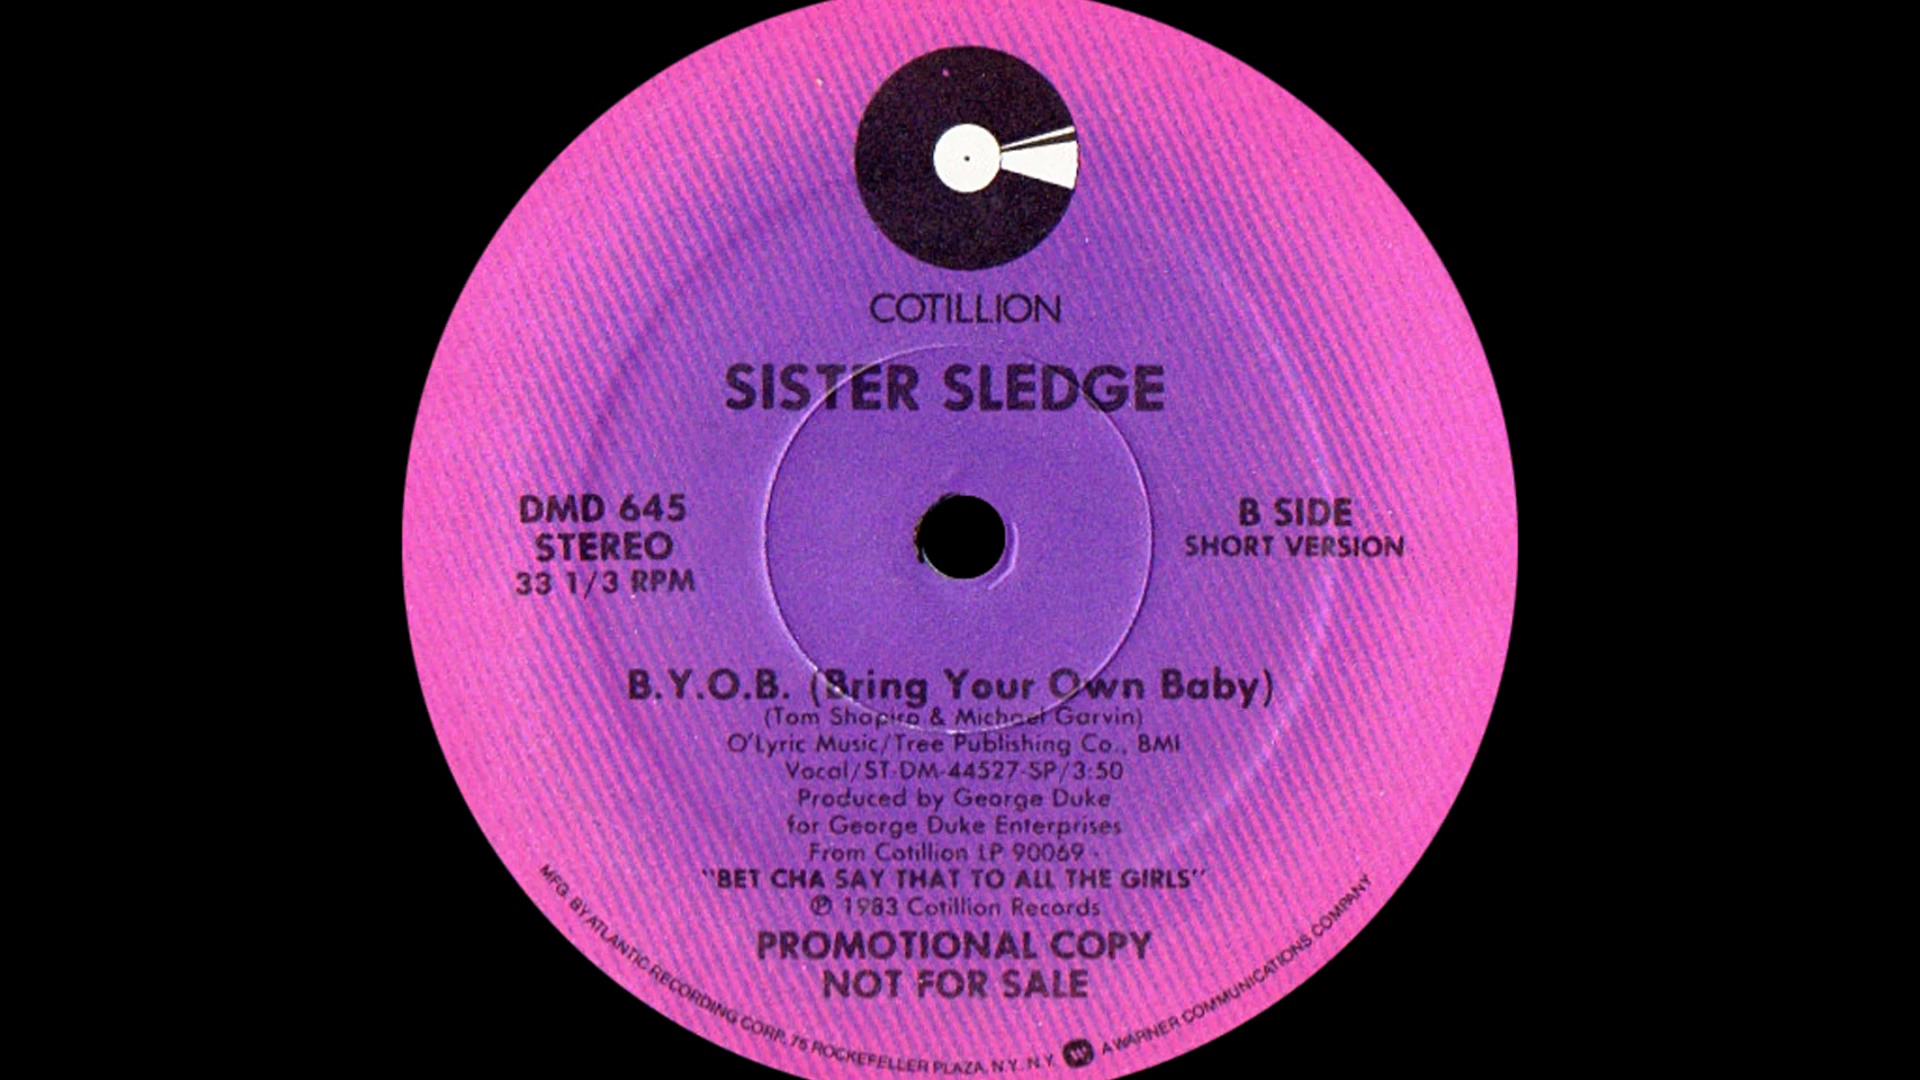 COTILLION
SISTER SLEDGE
DMD 645
STEREO
33 1/3 RPM
B SIDE
SHORT VERSION
B.Y.O.B. (Bring Your Own Baby)
(Tom Shapiro & Michael Garvin)
O'Lyric Music/Tree Publishing Co., BMI
Vocal/ST-DM-44527-SP/3:50
Produced by George Duke
for George Duke Enterprises
From Cotillion LP 90069 -
"BET CHA SAY THAT TO ALL THE GIRLS"
℗ 1983 Cotillion Records
PROMOTIONAL COPY
NOT FOR SALE
MFG. BY ATLANTIC RECORDING CORP., 75 ROCKEFELLER PLAZA, N.Y., N.Y. A WARNER COMMUNICATIONS COMPANY